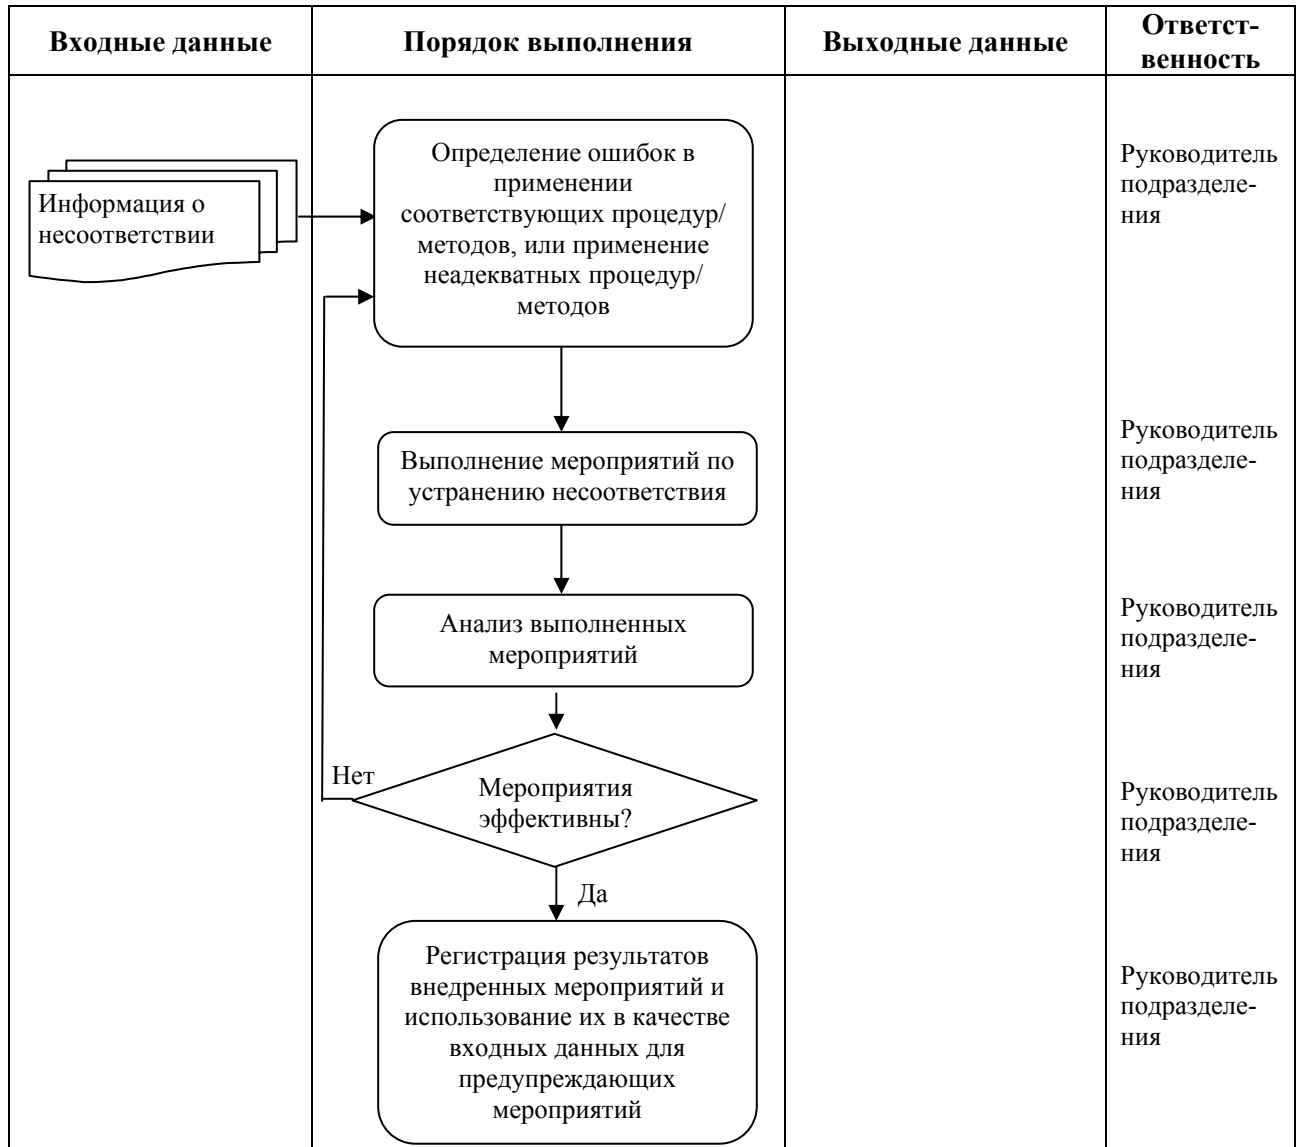 Входные данные
Порядок выполнения
Выходные данные
Ответст-
венность
Информация о
несоответствии
Определение ошибок в
применении
соответствующих процедур/
методов, или применение
неадекватных процедур/
методов
Руководитель
подразделе-
ния
Выполнение мероприятий по
устранению несоответствия
Руководитель
подразделе-
ния
Анализ выполненных
мероприятий
Руководитель
подразделе-
ния
Нет
Мероприятия
эффективны?
Руководитель
подразделе-
ния
Да
Регистрация результатов
внедренных мероприятий и
использование их в качестве
входных данных для
предупреждающих
мероприятий
Руководитель
подразделе-
ния